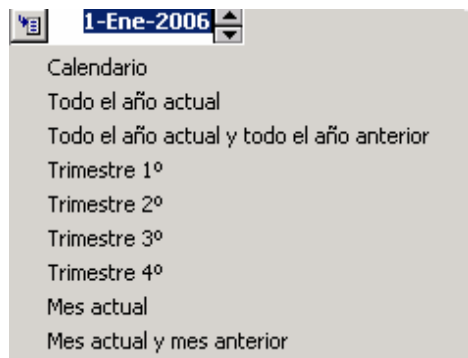 1-Ene-2006
Calendario
Todo el año actual
Todo el año actual y todo el año anterior
Trimestre 1º
Trimestre 2º
Trimestre 3º
Trimestre 4º
Mes actual
Mes actual y mes anterior